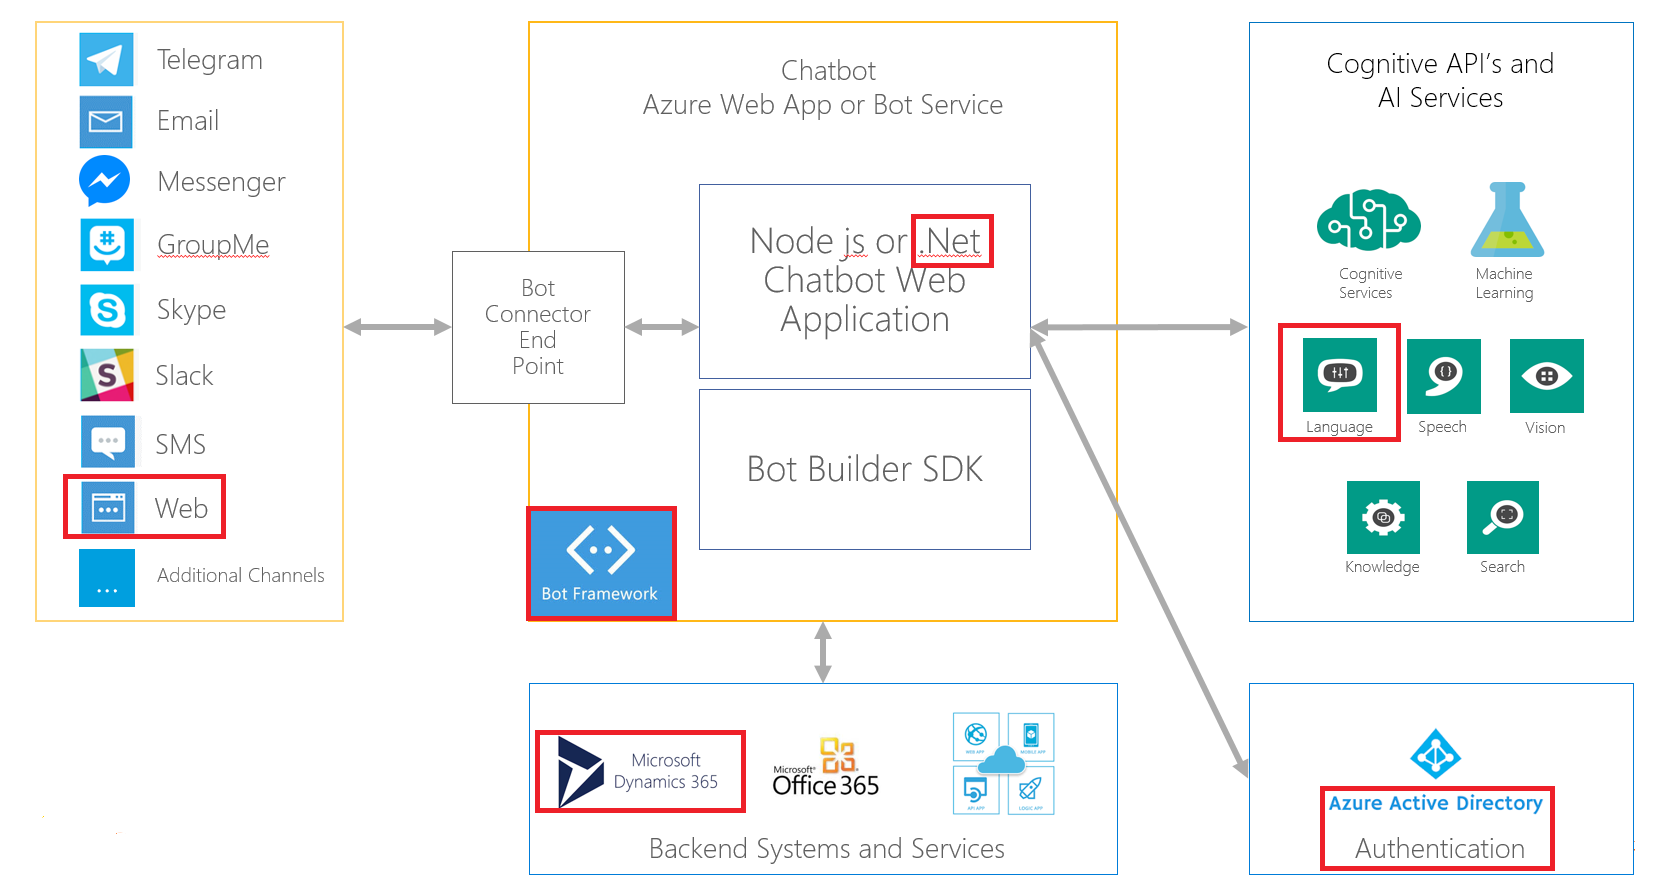 Telegram
Email
Messenger
GroupMe
Skype
Slack
SMS
Web
Additional Channels
Bot
Connector
End
Point
Chatbot
Azure Web App or Bot Service
Node js or .Net
Chatbot Web
Application
Bot Builder SDK
Bot Framework
Cognitive API's and
AI Services
Cognitive
Services
Machine
Learning
Language
Speech
Vision
Knowledge
Search
Microsoft
Dynamics 365
Microsoft®
Office 365
WEB APP
MOBILE APP
API APP
LOGIC APP
Backend Systems and Services
Azure Active Directory
Authentication